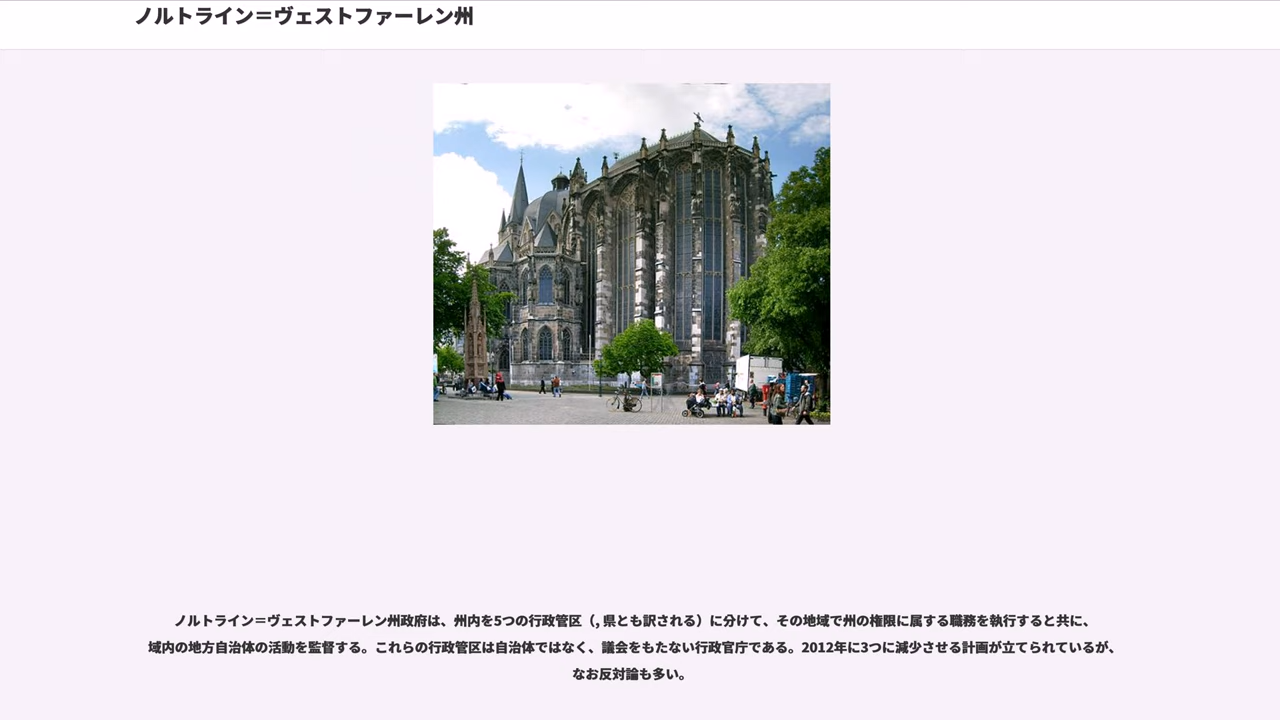 ノルトライン＝ヴェストファーレン州
ノルトライン＝ヴェストファーレン州政府は、州内を5つの行政管区（, 県とも訳される）に分けて、その地域で州の権限に属する職務を執行すると共に、
域内の地方自治体の活動を監督する。これらの行政管区は自治体ではなく、議会をもたない行政官庁である。2012年に3つに減少させる計画が立てられているが、
なお反対論も多い。